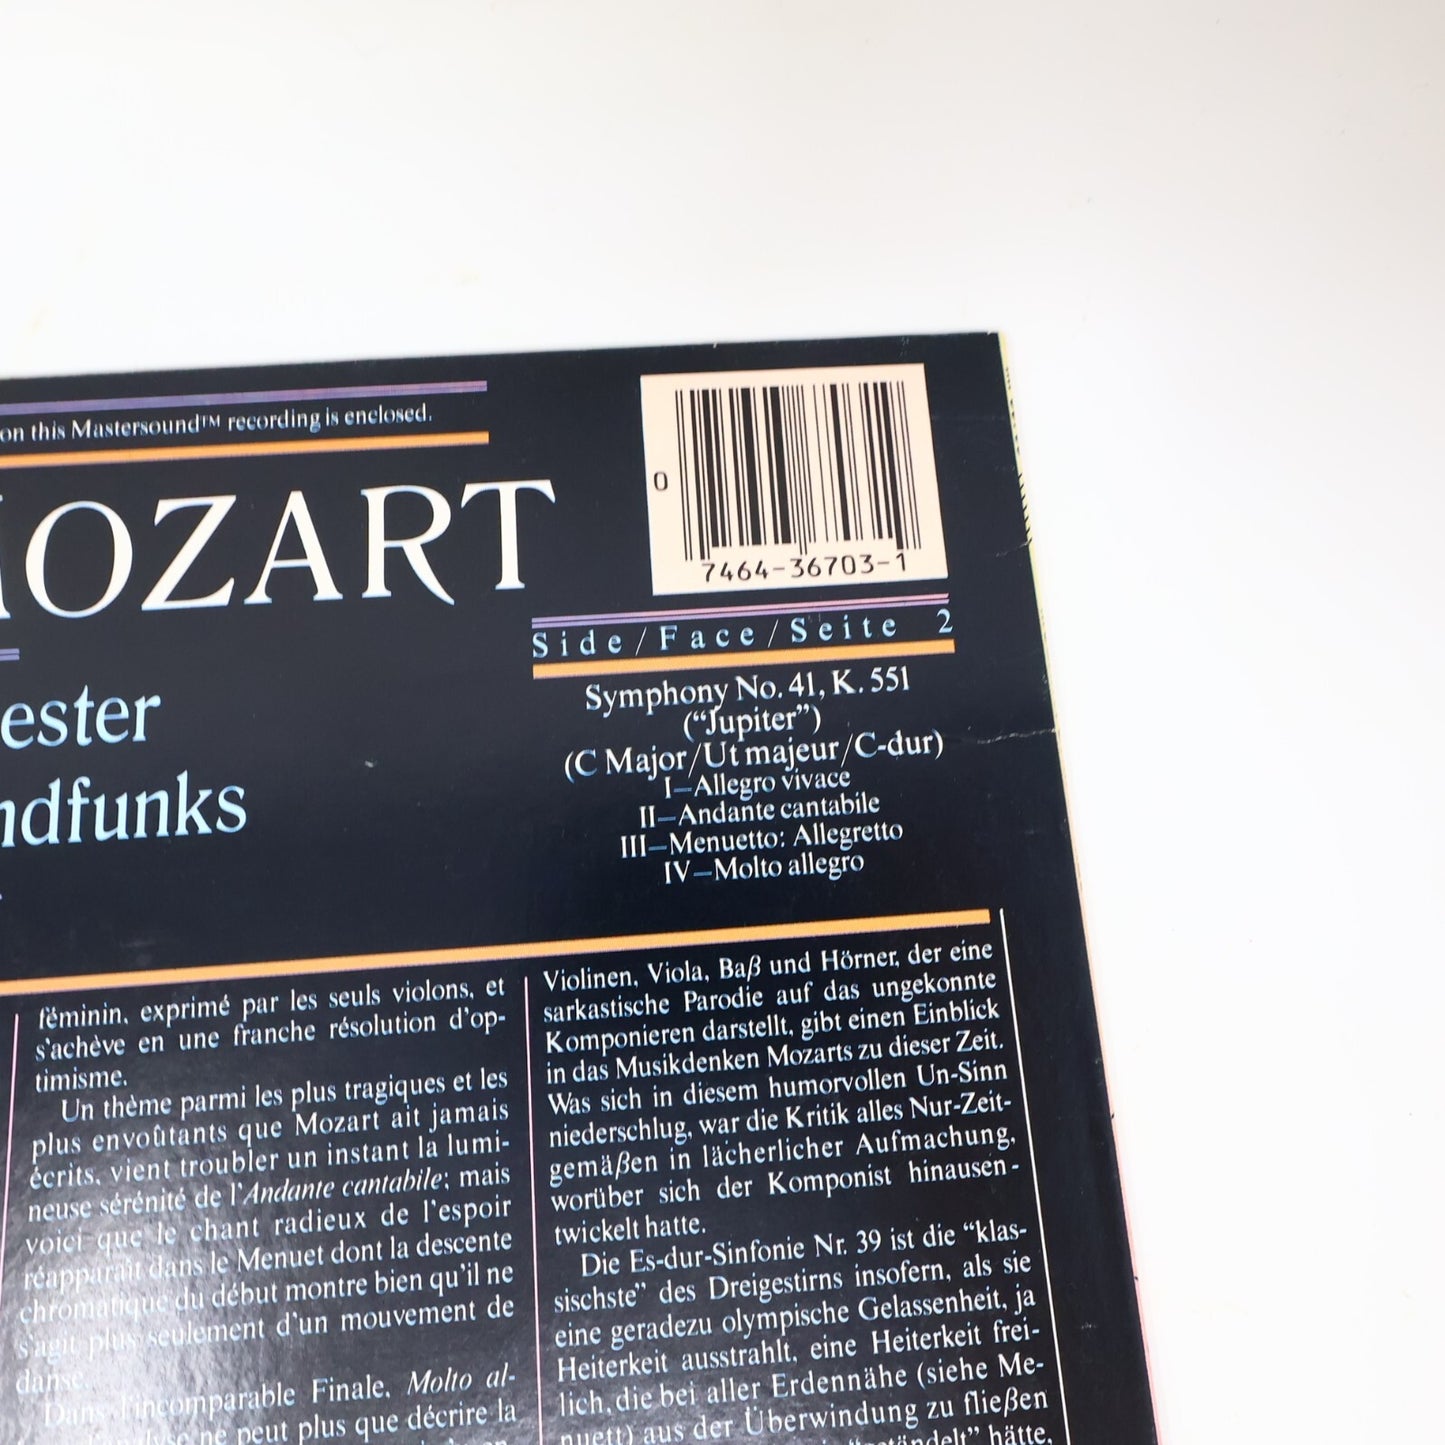 on this Mastersound™ recording is enclosed.
MOZART
ester
ndfunks
0
7464-36703-1
Side/Face/Seite 2
Symphony No. 41, K. 551
("Jupiter")
(C Major/Ut majeur/C-dur)
I—Allegro vivace
II—Andante cantabile
III—Menuetto: Allegretto
IV—Molto allegro
féminin, exprimé par les seuls violons, et
s'achève en une franche résolution d'op-
timisme.
Un thème parmi les plus tragiques et les
plus envoûtants que Mozart ait jamais
écrits, vient troubler un instant la lumi-
neuse sérénité de l'Andante cantabile; mais
voici que le chant radieux de l'espoir
réapparaît dans le Menuet dont la descente
chromatique du début montre bien qu'il ne
s'agit plus seulement d'un mouvement de
danse.
Dans l'incomparable Finale, Molto al-
l'analyse ne peut plus que décrire la
Violinen, Viola, Baß und Hörner, der eine
sarkastische Parodie auf das ungekonnte
Komponieren darstellt, gibt einen Einblick
in das Musikdenken Mozarts zu dieser Zeit.
Was sich in diesem humorvollen Un-Sinn
niederschlug, war die Kritik alles Nur-Zeit-
gemäßen in lächerlicher Aufmachung,
worüber sich der Komponist hinausen-
twickelt hatte.
Die Es-dur-Sinfonie Nr. 39 ist die "klas-
sischste" des Dreigestirns insofern, als sie
eine geradezu olympische Gelassenheit, ja
Heiterkeit ausstrahlt, eine Heiterkeit frei-
lich, die bei aller Erdennähe (siehe Me-
nuett) aus der Überwindung zu fließen
"getändelt" hätte,